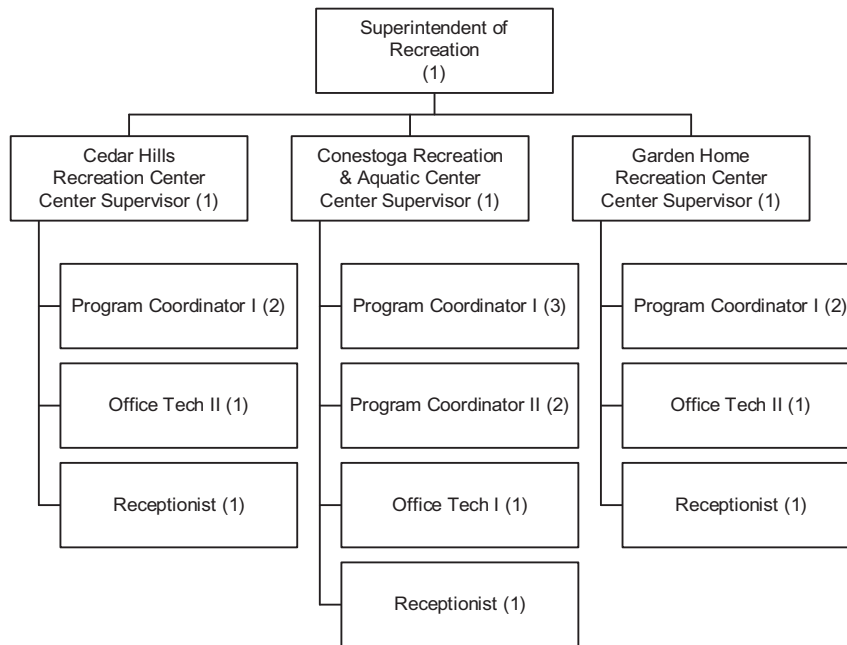 Superintendent of
Recreation
(1)
Cedar Hills
Recreation Center
Center Supervisor (1)
Conestoga Recreation
& Aquatic Center
Center Supervisor (1)
Garden Home
Recreation Center
Center Supervisor (1)
Program Coordinator I (2)
Office Tech II (1)
Receptionist (1)
Program Coordinator I (3)
Program Coordinator II (2)
Office Tech I (1)
Receptionist (1)
Program Coordinator I (2)
Office Tech II (1)
Receptionist (1)